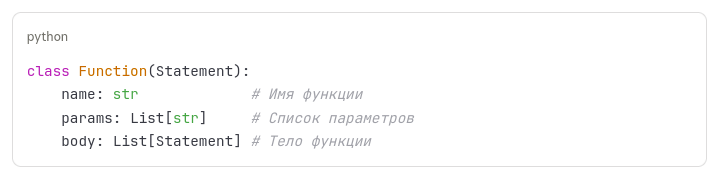 python
class Function(Statement):
    name: str             # Имя функции
    params: List[str]     # Список параметров
    body: List[Statement] # Тело функции